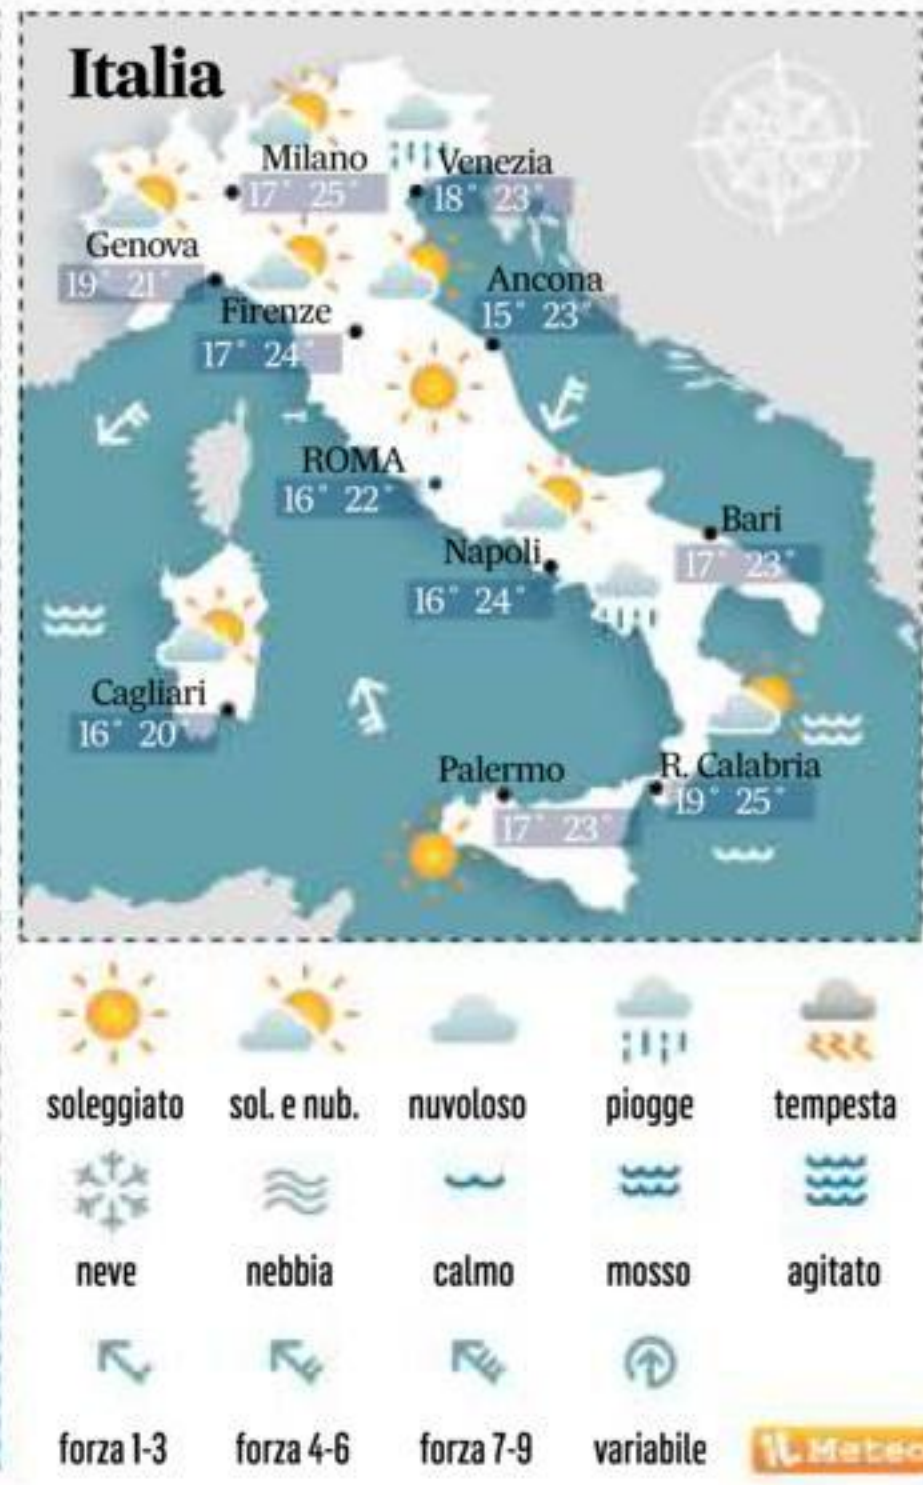 Italia
Milano
17° 25°
Venezia
18° 23°
Genova
19° 21°
Ancona
15° 23°
Firenze
17° 24°
ROMA
16° 22°
Bari
17° 23°
Napoli
16° 24°
Cagliari
16° 20°
Palermo
17° 23°
R. Calabria
19° 25°
soleggiato sol. e nub. nuvoloso piogge tempesta
neve nebbia calmo mosso agitato
forza 1-3 forza 4-6 forza 7-9 variabile
iL Meteo